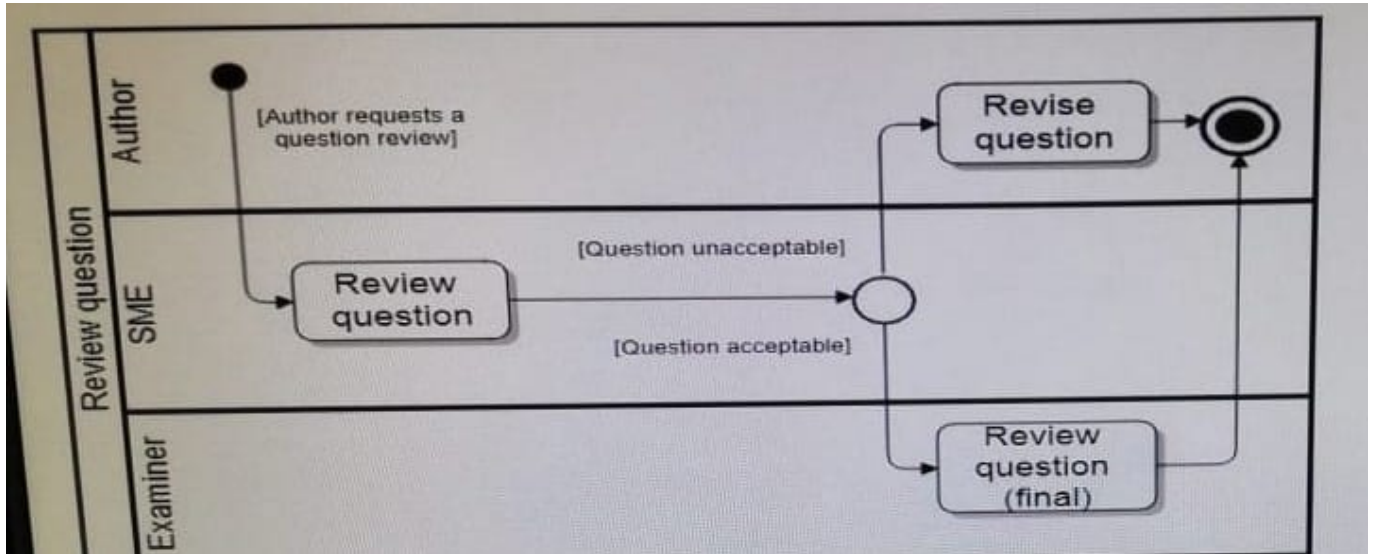 Review question
Author
[Author requests a
question review]
Revise
question
SME
Review
question
[Question unacceptable]
[Question acceptable]
Examiner
Review
question
(final)